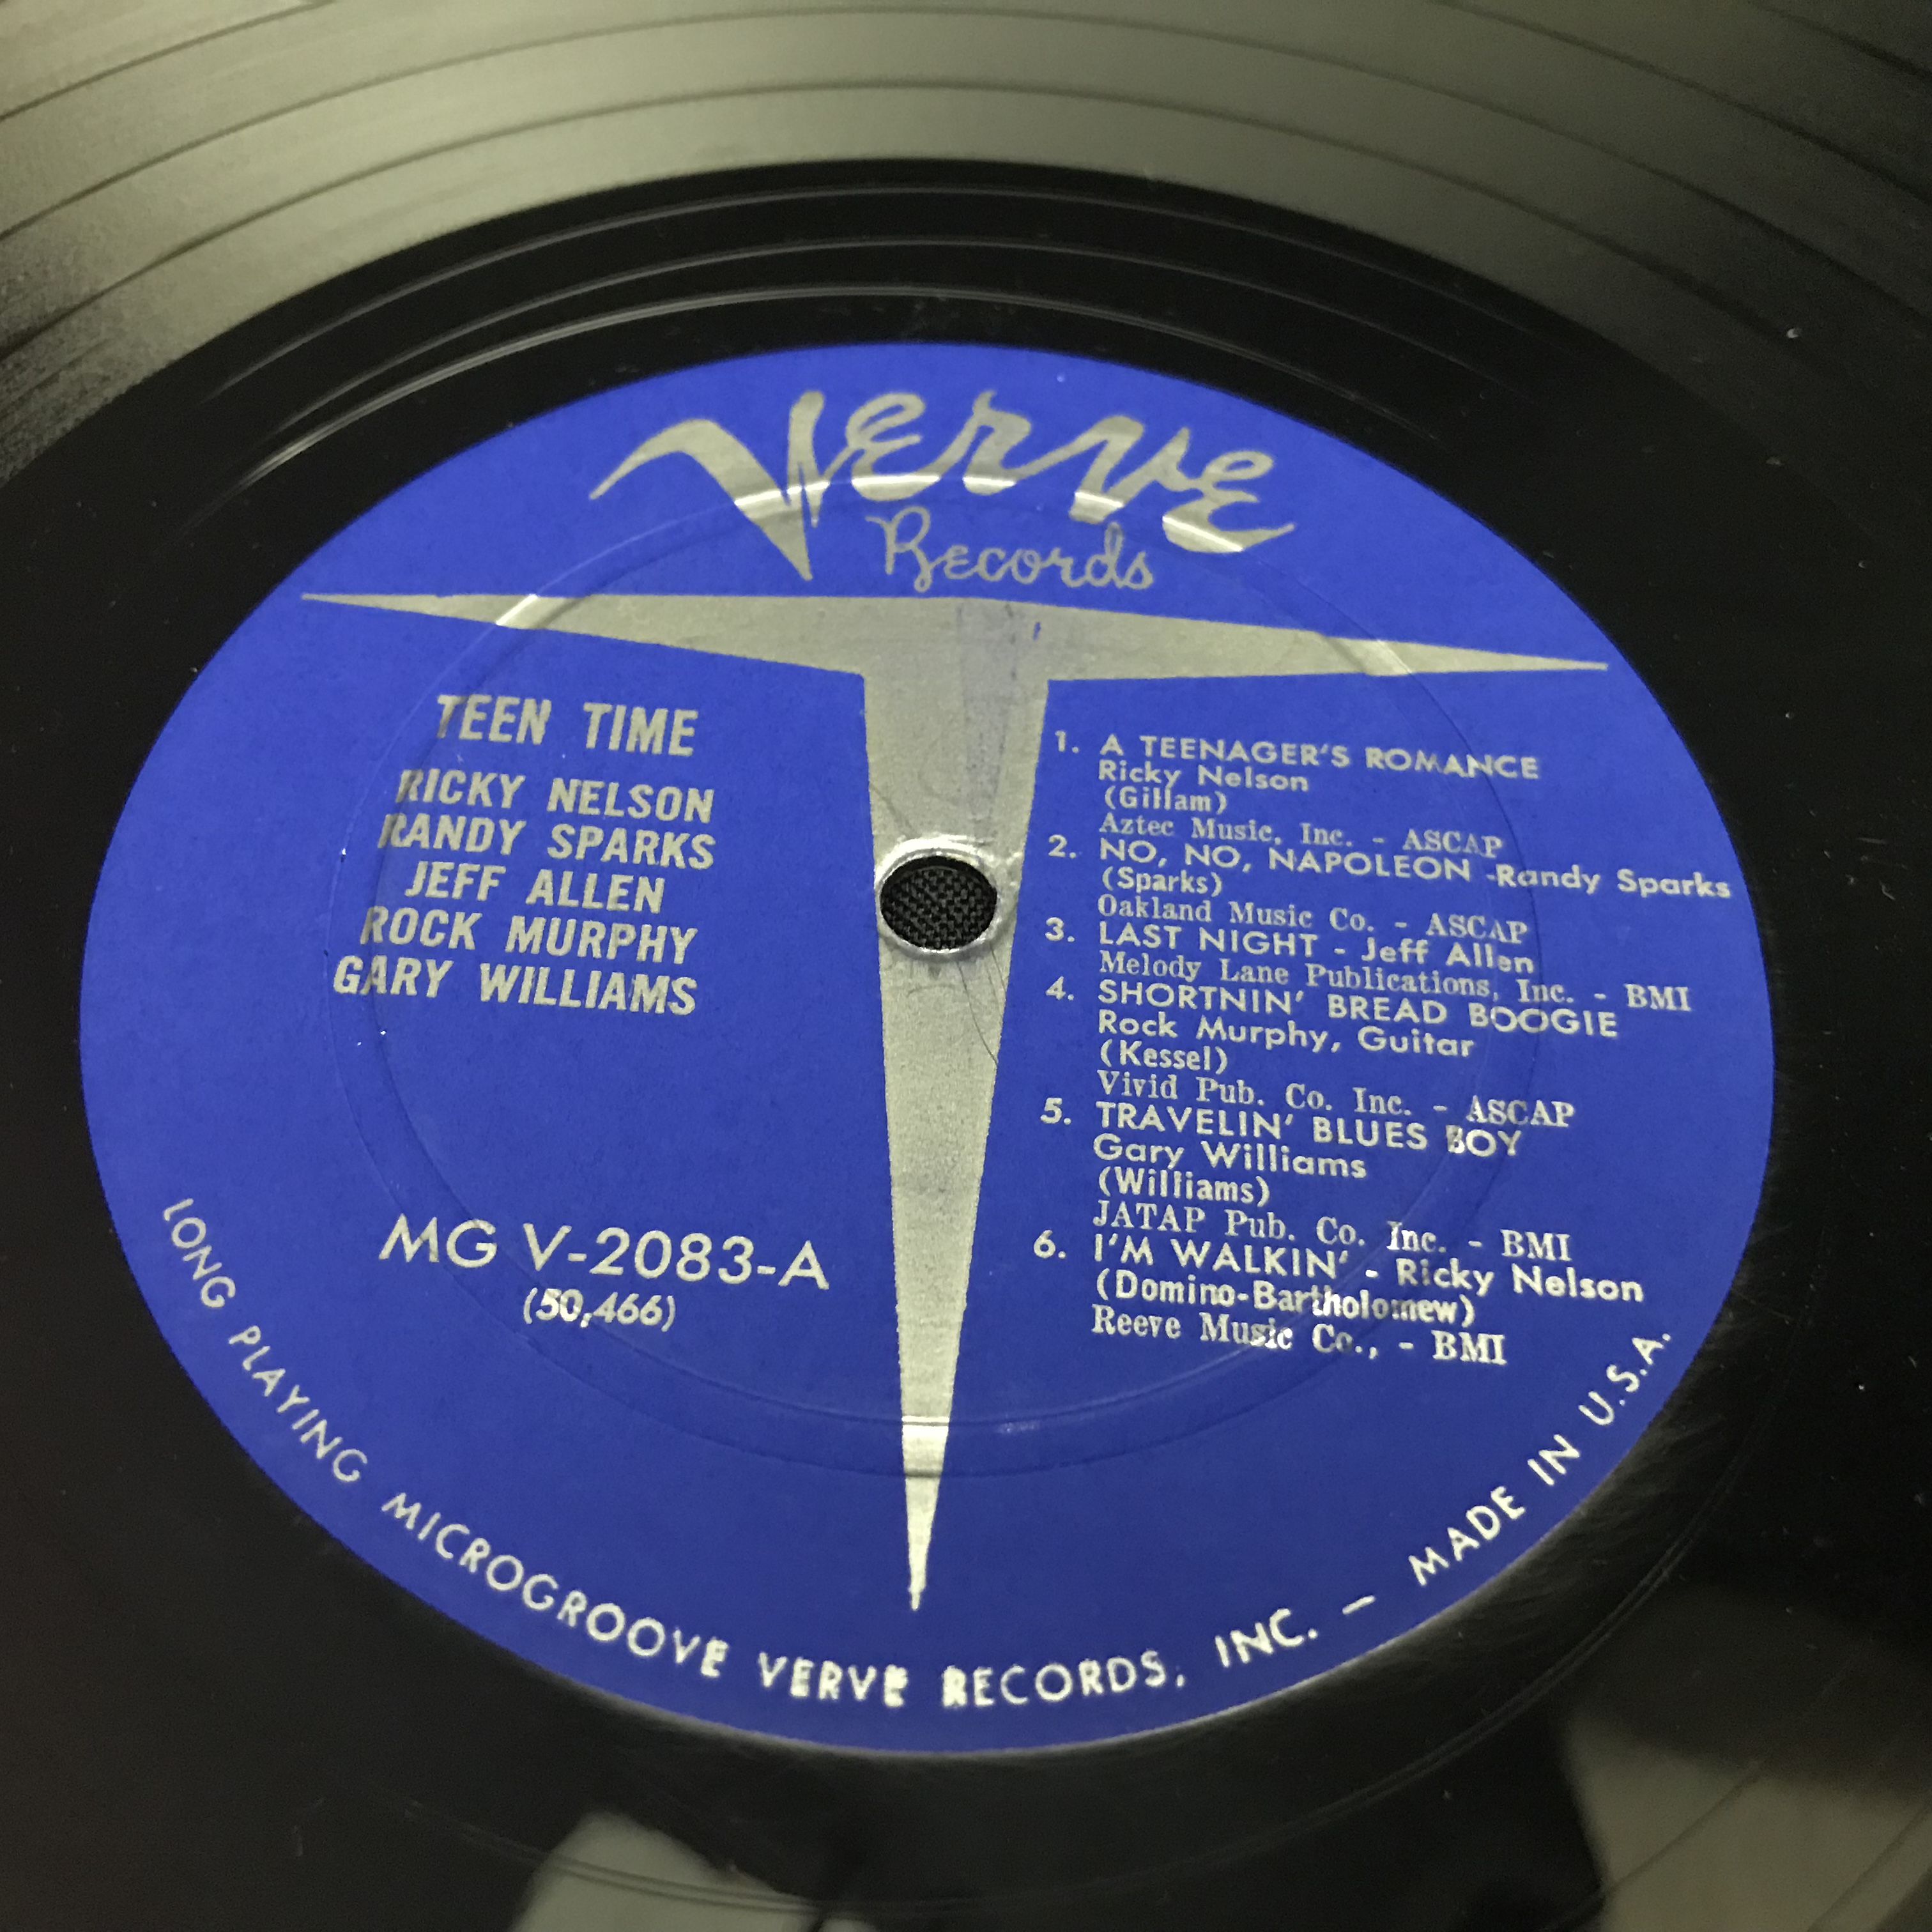 Verve
Records
TEEN TIME
RICKY NELSON
RANDY SPARKS
JEFF ALLEN
ROCK MURPHY
GARY WILLIAMS
MG V-2083-A
(50,466)
1. A TEENAGER'S ROMANCE
Ricky Nelson
(Gillam)
Aztec Music, Inc. - ASCAP
2. NO, NO, NAPOLEON -Randy Sparks
(Sparks)
Oakland Music Co. - ASCAP
3. LAST NIGHT - Jeff Allen
Melody Lane Publications, Inc. - BMI
4. SHORTNIN' BREAD BOOGIE
Rock Murphy, Guitar
(Kessel)
Vivid Pub. Co. Inc. - ASCAP
5. TRAVELIN' BLUES BOY
Gary Williams
(Williams)
JATAP Pub. Co. Inc. - BMI
6. I'M WALKIN' - Ricky Nelson
(Domino-Bartholomew)
Reeve Music Co., - BMI
LONG PLAYING MICROGROOVE VERVE RECORDS, INC. — MADE IN U.S.A.